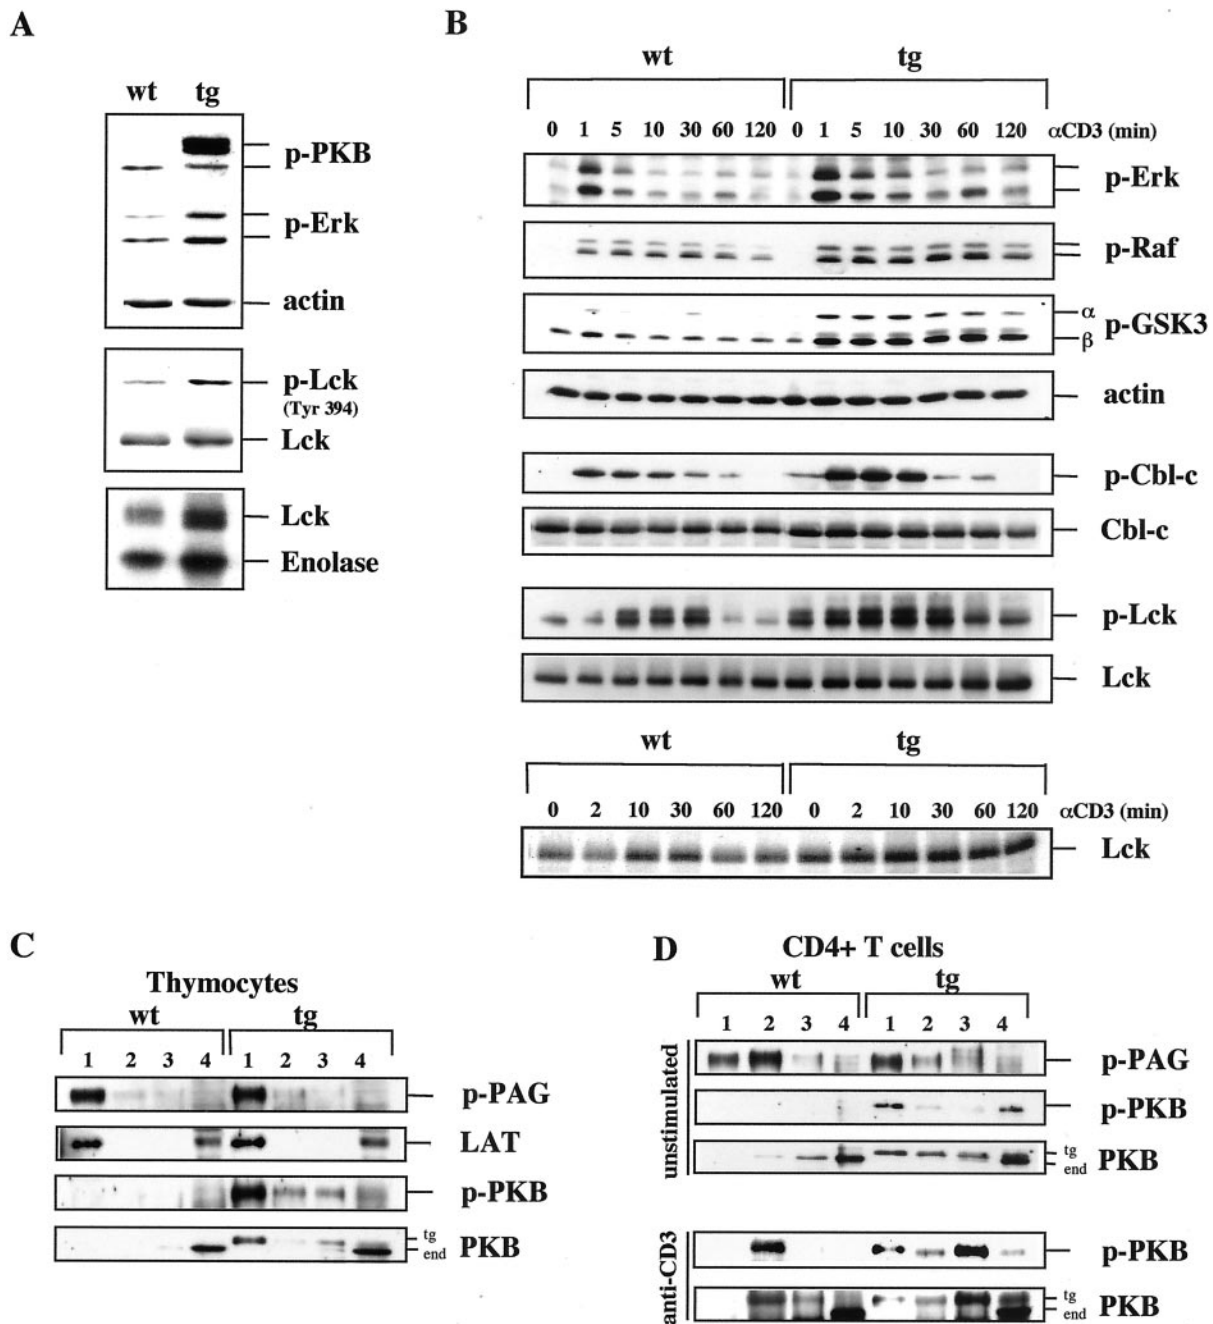 A
wt tg
p-PKB
p-Erk
actin
p-Lck
(Tyr 394)
Lck
Lck
Enolase
B
wt tg
0 1 5 10 30 60 120 0 1 5 10 30 60 120 αCD3 (min)
p-Erk
p-Raf
α
p-GSK3
β
actin
p-Cbl-c
Cbl-c
p-Lck
Lck
wt tg
0 2 10 30 60 120 0 2 10 30 60 120 αCD3 (min)
Lck
C
Thymocytes
wt tg
1 2 3 4 1 2 3 4
p-PAG
LAT
p-PKB
tg
end PKB
D
CD4+ T cells
wt tg
1 2 3 4 1 2 3 4
unstimulated
p-PAG
p-PKB
tg
end PKB
anti-CD3
p-PKB
tg
end PKB